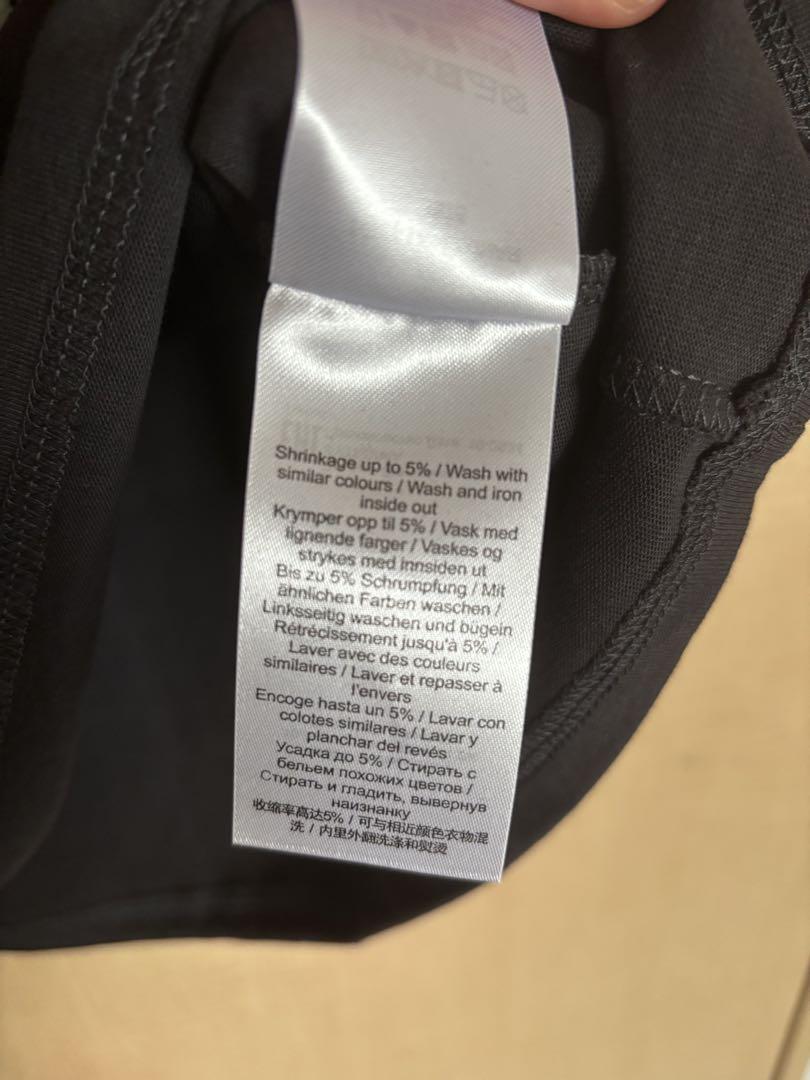 Shrinkage up to 5% / Wash with
similar colours / Wash and iron
inside out
Krymper opp til 5% / Vask med
lignende farger / Vaskes og
strykes med innsiden ut
Bis zu 5% Schrumpfung / Mit
ähnlichen Farben waschen /
Linksseitig waschen und bügeln
Rétrécissement jusqu'à 5% /
Laver avec des couleurs
similaires / Laver et repasser à
l'envers
Encoge hasta un 5% / Lavar con
colotes similares / Lavar y
planchar del revés
Усадка до 5% / Стирать с
бельем похожих цветов /
Стирать и гладить, вывернув
наизнанку
收缩率高达5% / 可与相近颜色衣物混
洗 / 内里外翻洗涤和熨烫